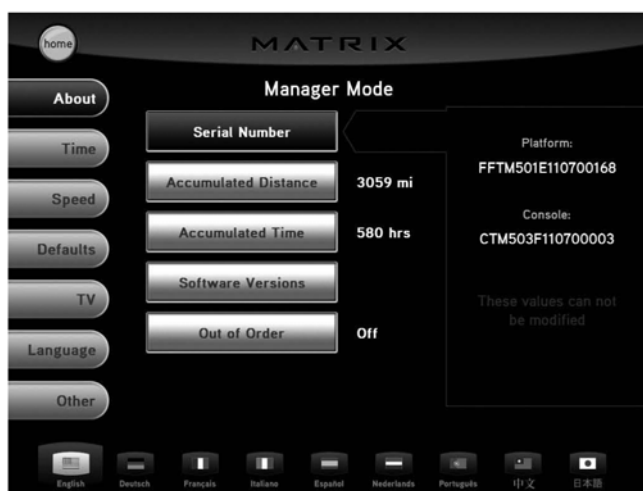 home
MATRIX
Manager Mode
About
Time
Speed
Defaults
TV
Language
Other
Serial Number
Accumulated Distance 3059 mi
Accumulated Time 580 hrs
Software Versions
Out of Order Off
Platform:
FFTM501E110700168
Console:
CTM503F110700003
These values can not
be modified
English Deutsch Français Italiano Español Nederlands Português 中文 日本語